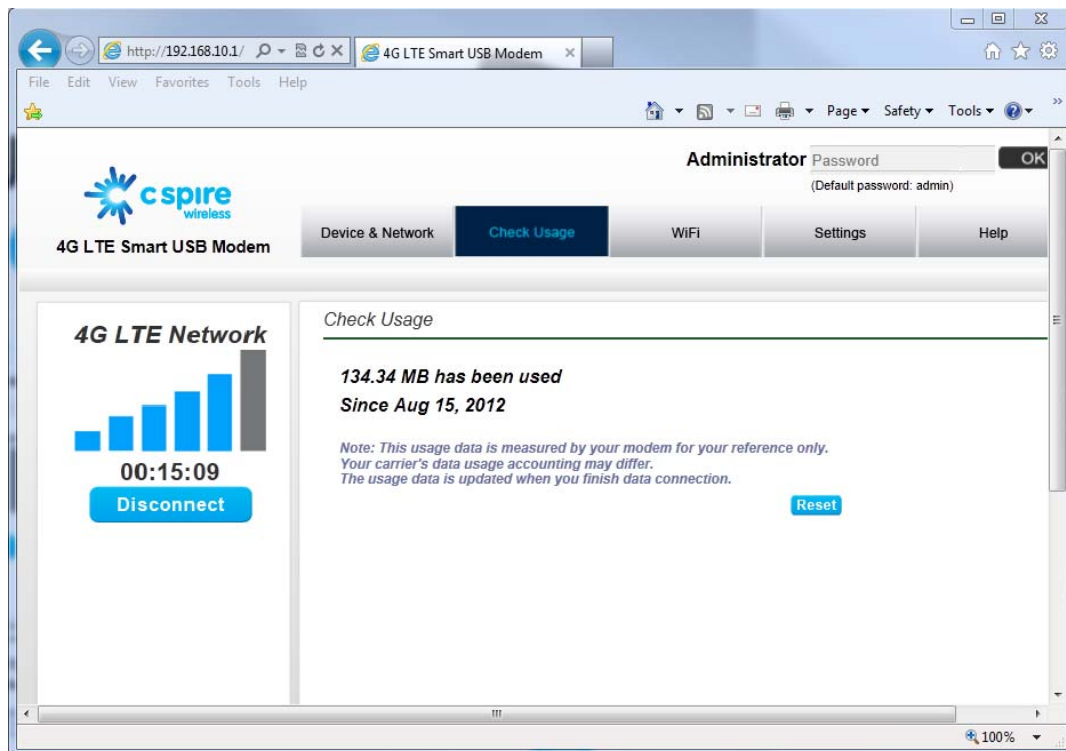 http://192.168.10.1/
4G LTE Smart USB Modem
File Edit View Favorites Tools Help
Page Safety Tools
Administrator Password OK
(Default password: admin)
c spire
wireless
4G LTE Smart USB Modem
Device & Network Check Usage WiFi Settings Help
4G LTE Network
00:15:09
Disconnect
Check Usage
134.34 MB has been used
Since Aug 15, 2012
Note: This usage data is measured by your modem for your reference only.
Your carrier's data usage accounting may differ.
The usage data is updated when you finish data connection.
Reset
100%